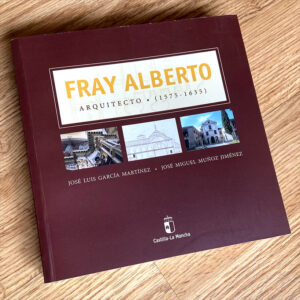 FRAY ALBERTO
ARQUITECTO • (1575-1635)
JOSÉ LUIS GARCÍA MARTÍNEZ • JOSÉ MIGUEL MUÑOZ JIMÉNEZ
Castilla-La Mancha